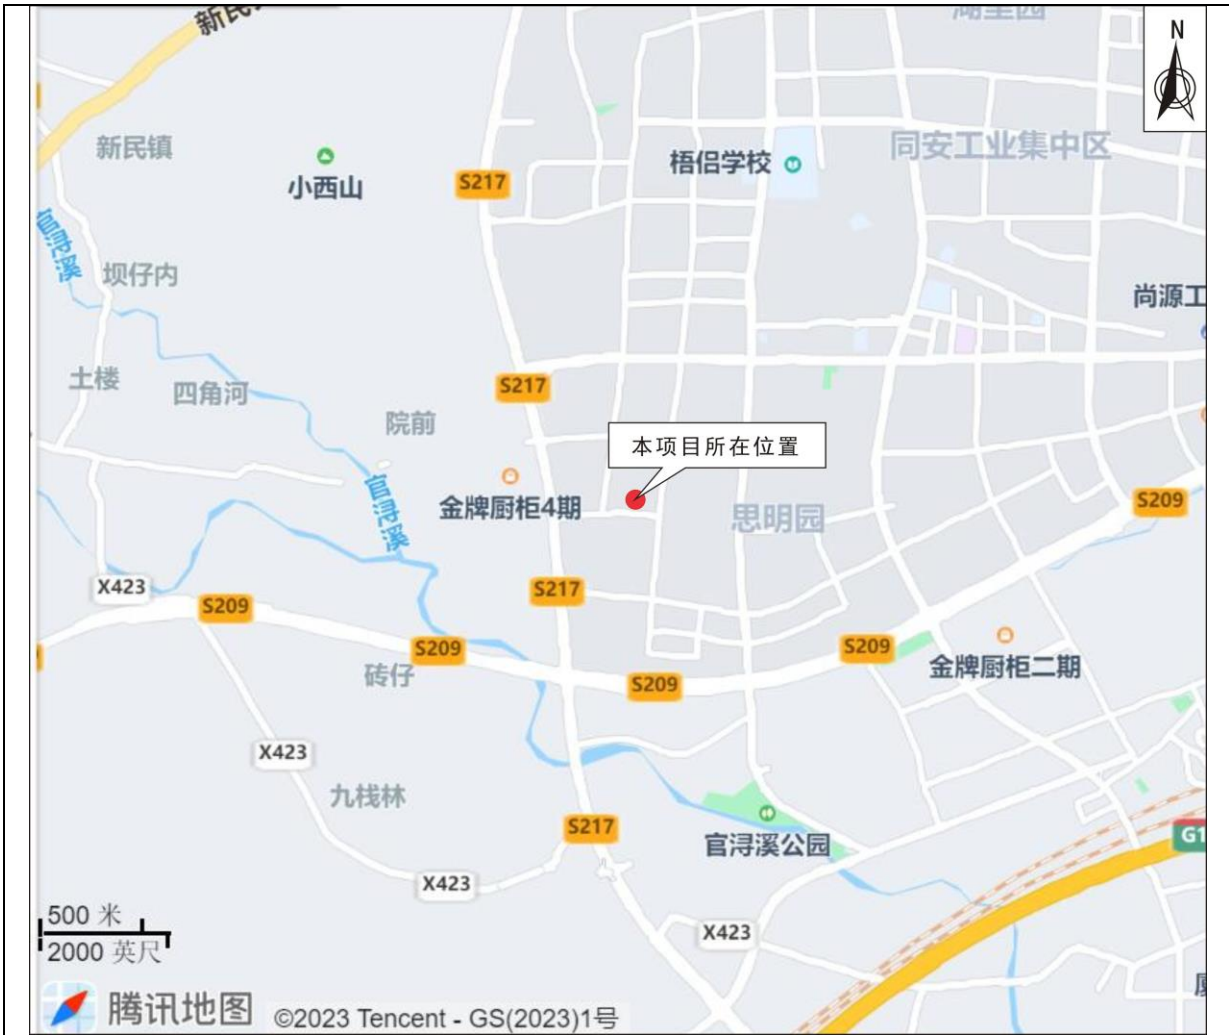 N
新民镇
小西山
S217
梧侣学校
同安工业集中区
官浔溪
坝仔内
尚源工
土楼
四角河
院前
S217
本项目所在位置
金牌厨柜4期
官浔溪
思明园
S209
X423
S209
S217
S209
S209
S209
砖仔
金牌厨柜二期
X423
九栈林
S217
官浔溪公园
G1
X423
X423
500 米
2000 英尺
腾讯地图
©2023 Tencent - GS(2023)1号